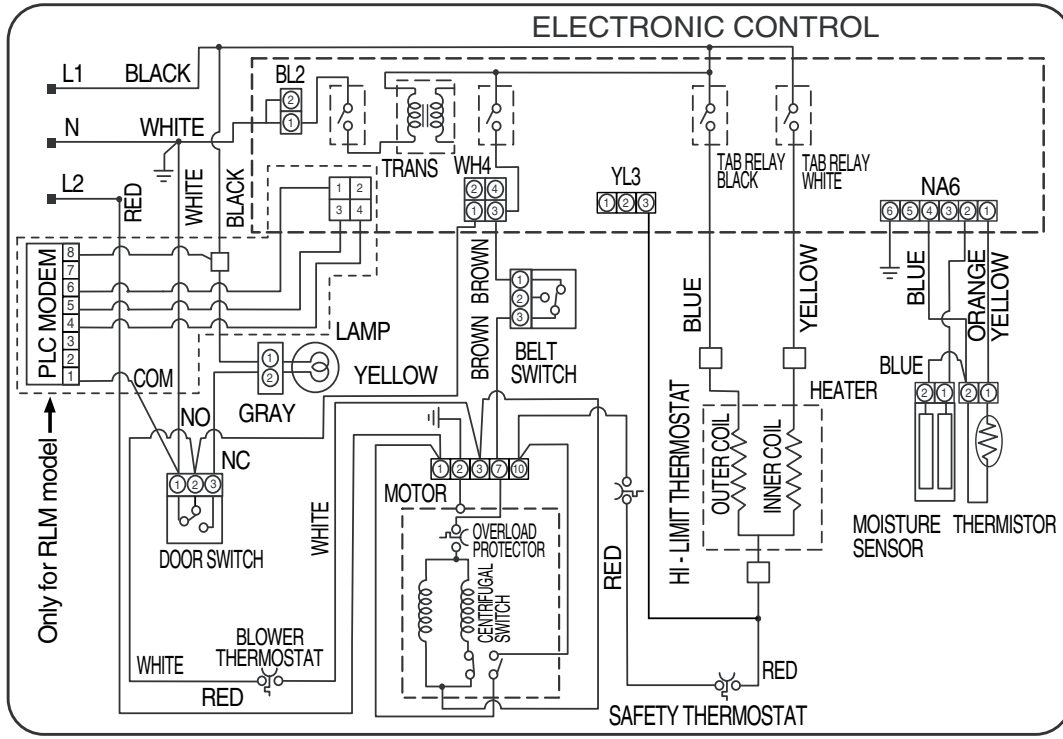 ELECTRONIC CONTROL
L1 BLACK
BL2
2
1
N WHITE
TRANS
WH4
2 4
1 3
YL3
1 2 3
TAB RELAY
BLACK
TAB RELAY
WHITE
NA6
6 5 4 3 2 1
L2
RED
WHITE
BLACK
1 2
3 4
PLC MODEM
8
7
6
5
4
3
2
1
BROWN
BROWN
1
2
3
BELT
SWITCH
BLUE
YELLOW
BLUE
ORANGE
YELLOW
LAMP
1
2
YELLOW
GRAY
COM
NO
NC
1 2 3
DOOR SWITCH
Only for RLM model
HEATER
HI - LIMIT THERMOSTAT
OUTER COIL
INNER COIL
BLUE
2 1 2 1
MOISTURE
SENSOR
THERMISTOR
1 2 3 7 10
MOTOR
OVERLOAD
PROTECTOR
CENTRIFUGAL
SWITCH
WHITE
RED
BLOWER
THERMOSTAT
WHITE
RED
RED
SAFETY THERMOSTAT